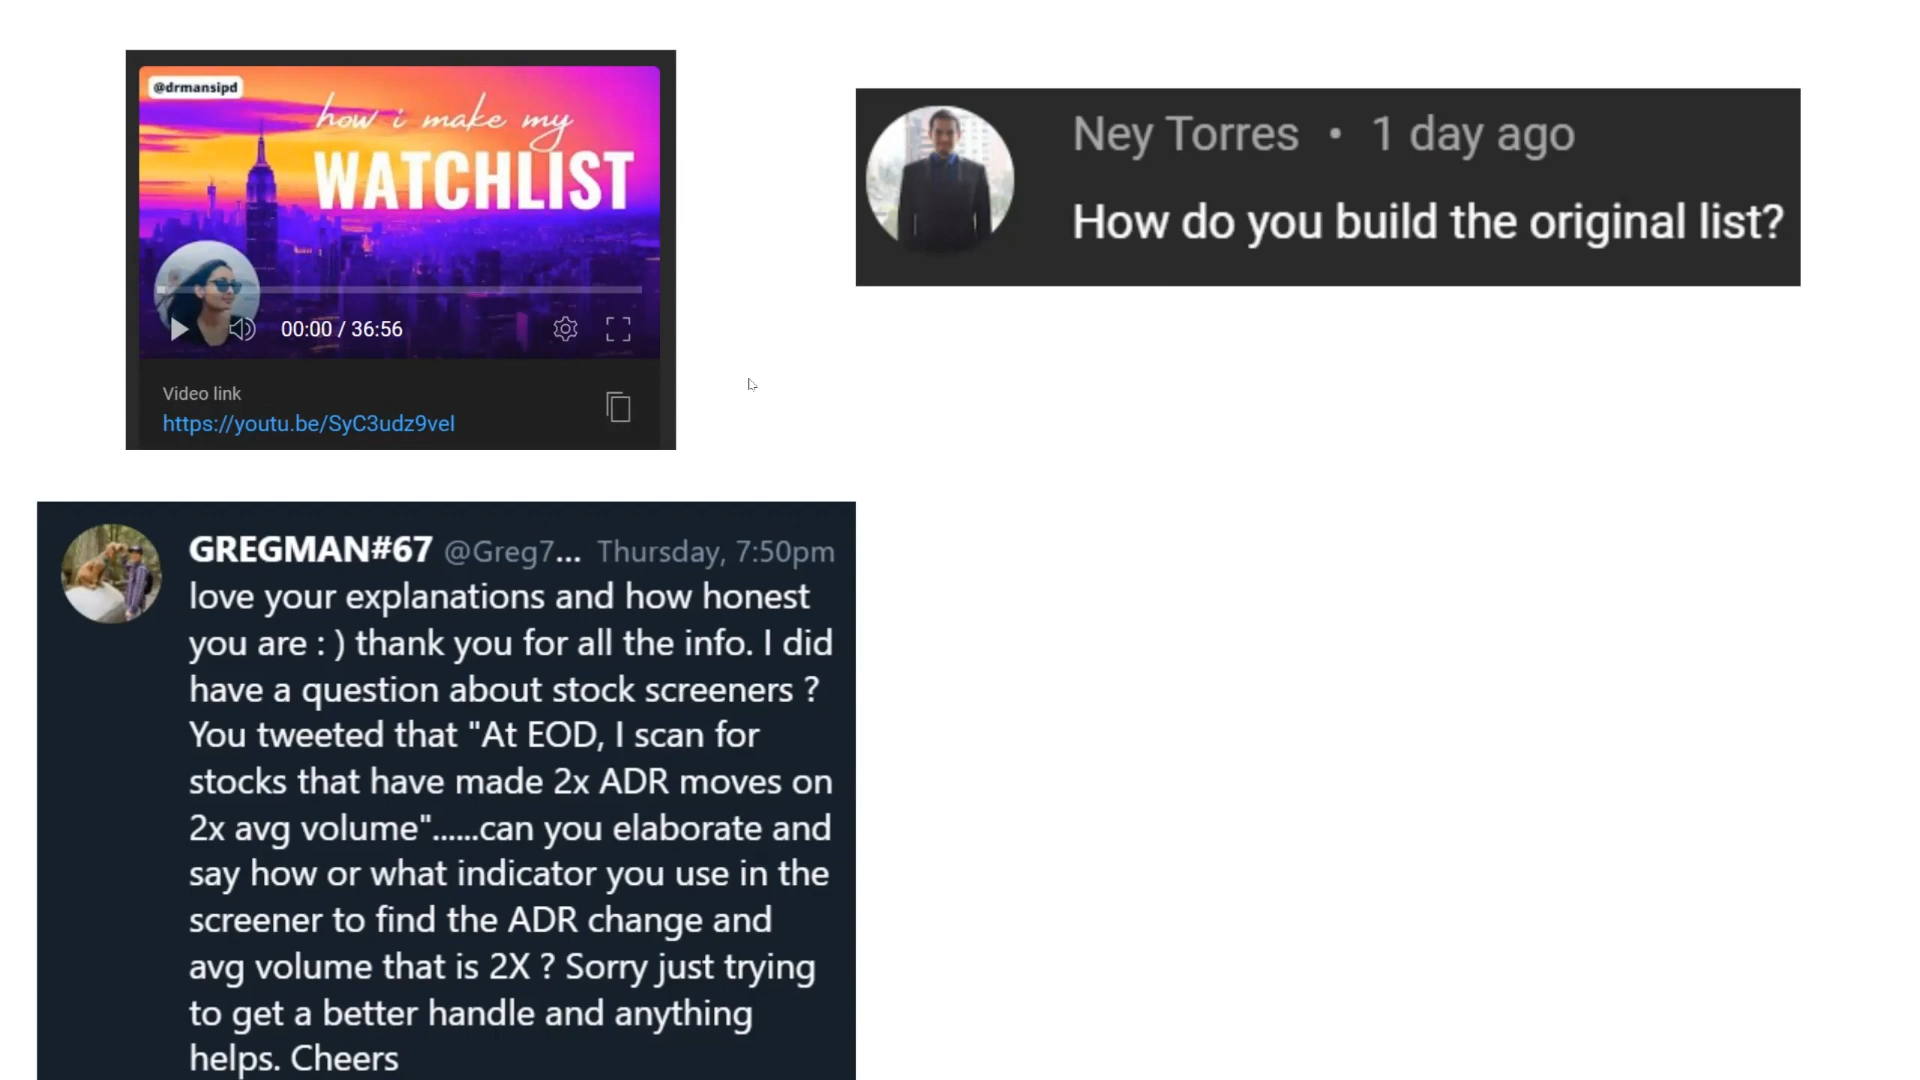 @drmansipd
how i make my
WATCHLIST
00:00 / 36:56
Video link
https://youtu.be/SyC3udz9veI
Ney Torres • 1 day ago
How do you build the original list?
GREGMAN#67 @Greg7... Thursday, 7:50pm
love your explanations and how honest
you are : ) thank you for all the info. I did
have a question about stock screeners ?
You tweeted that "At EOD, I scan for
stocks that have made 2x ADR moves on
2x avg volume"......can you elaborate and
say how or what indicator you use in the
screener to find the ADR change and
avg volume that is 2X ? Sorry just trying
to get a better handle and anything
helps. Cheers